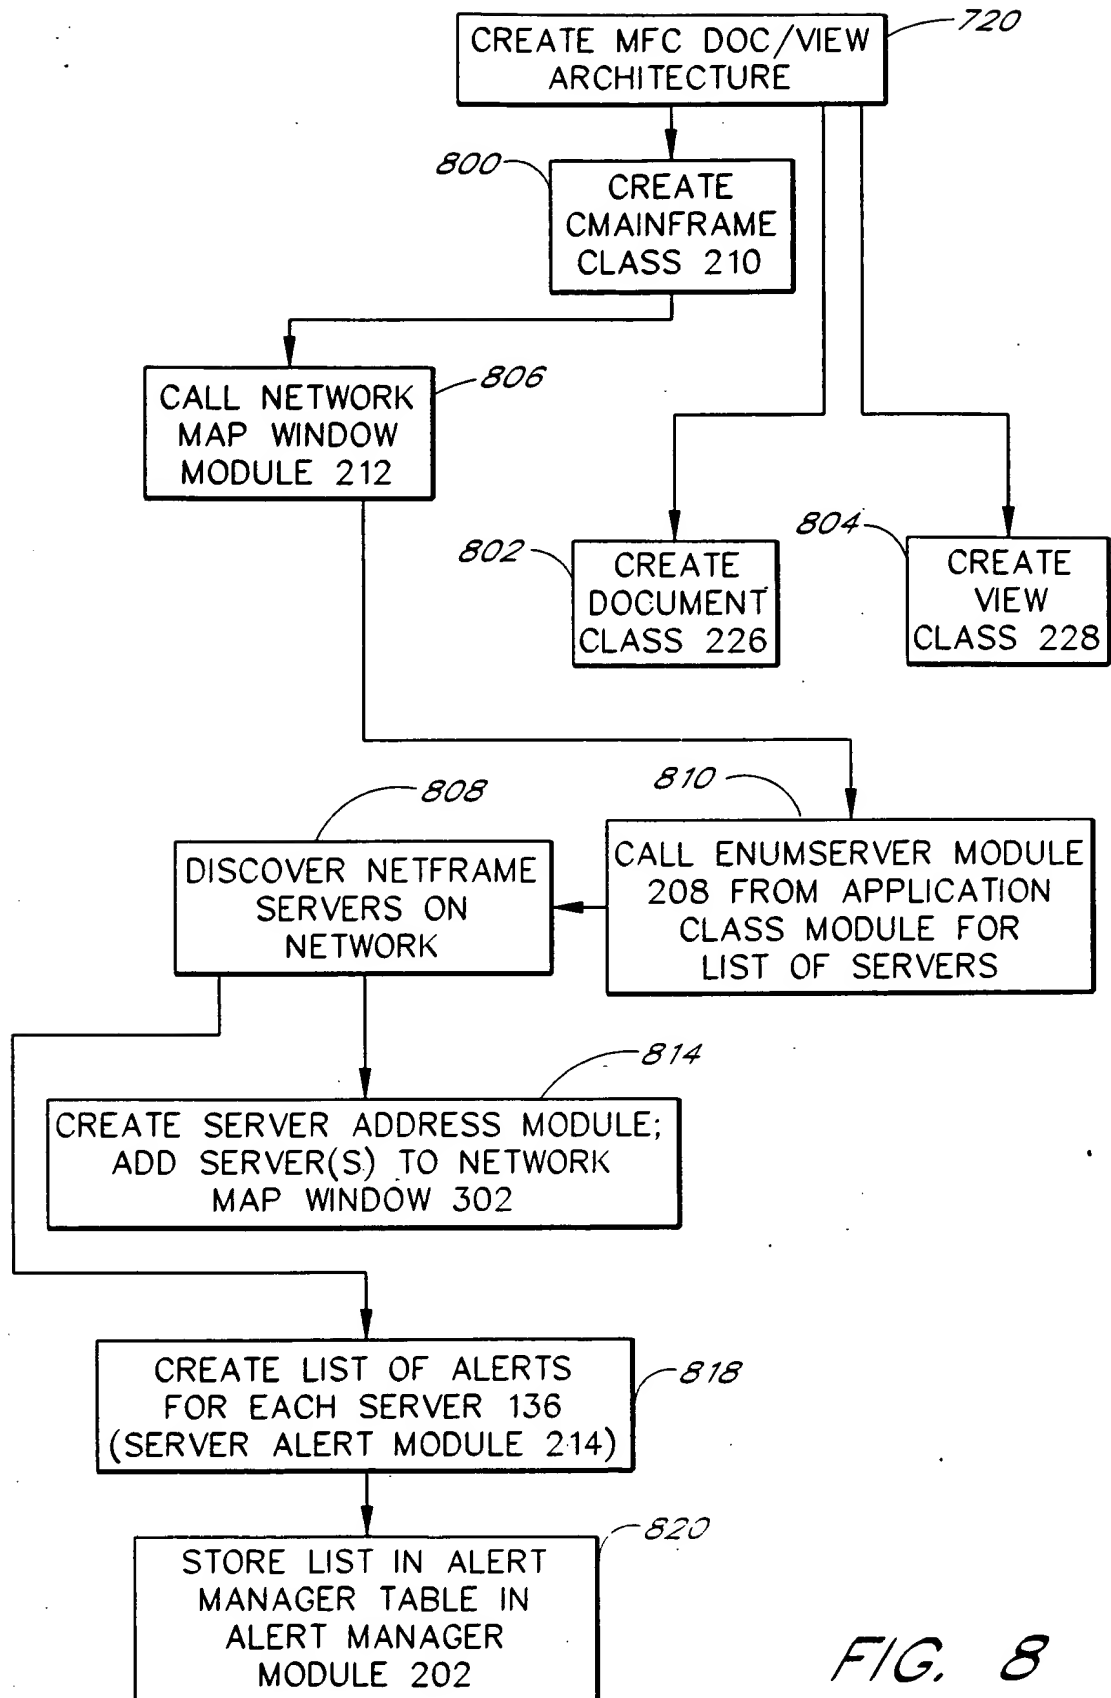 720
CREATE MFC DOC/VIEW
ARCHITECTURE
800
CREATE
CMAINFRAME
CLASS 210
806
CALL NETWORK
MAP WINDOW
MODULE 212
802
CREATE
DOCUMENT
CLASS 226
804
CREATE
VIEW
CLASS 228
810
CALL ENUMSERVER MODULE
208 FROM APPLICATION
CLASS MODULE FOR
LIST OF SERVERS
808
DISCOVER NETFRAME
SERVERS ON
NETWORK
814
CREATE SERVER ADDRESS MODULE;
ADD SERVER(S) TO NETWORK
MAP WINDOW 302
818
CREATE LIST OF ALERTS
FOR EACH SERVER 136
(SERVER ALERT MODULE 214)
820
STORE LIST IN ALERT
MANAGER TABLE IN
ALERT MANAGER
MODULE 202
FIG. 8